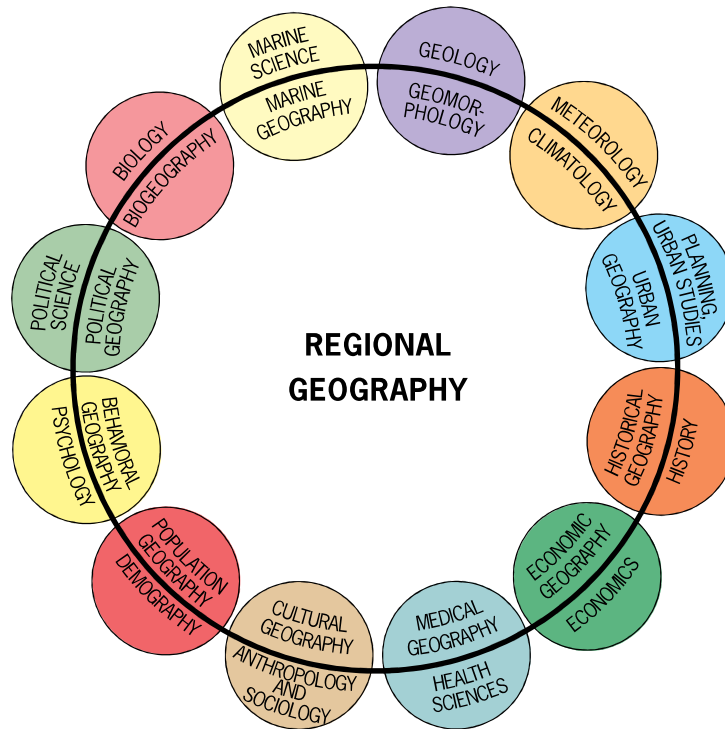 MARINE
SCIENCE
MARINE
GEOGRAPHY
GEOLOGY
GEOMOR-
PHOLOGY
METEOROLOGY
CLIMATOLOGY
PLANNING,
URBAN STUDIES
URBAN
GEOGRAPHY
HISTORICAL
GEOGRAPHY
HISTORY
ECONOMIC
GEOGRAPHY
ECONOMICS
MEDICAL
GEOGRAPHY
HEALTH
SCIENCES
CULTURAL
GEOGRAPHY
ANTHROPOLOGY
AND
SOCIOLOGY
POPULATION
GEOGRAPHY
DEMOGRAPHY
BEHAVIORAL
GEOGRAPHY
PSYCHOLOGY
POLITICAL
SCIENCE
POLITICAL
GEOGRAPHY
BIOLOGY
BIOGEOGRAPHY
REGIONAL
GEOGRAPHY